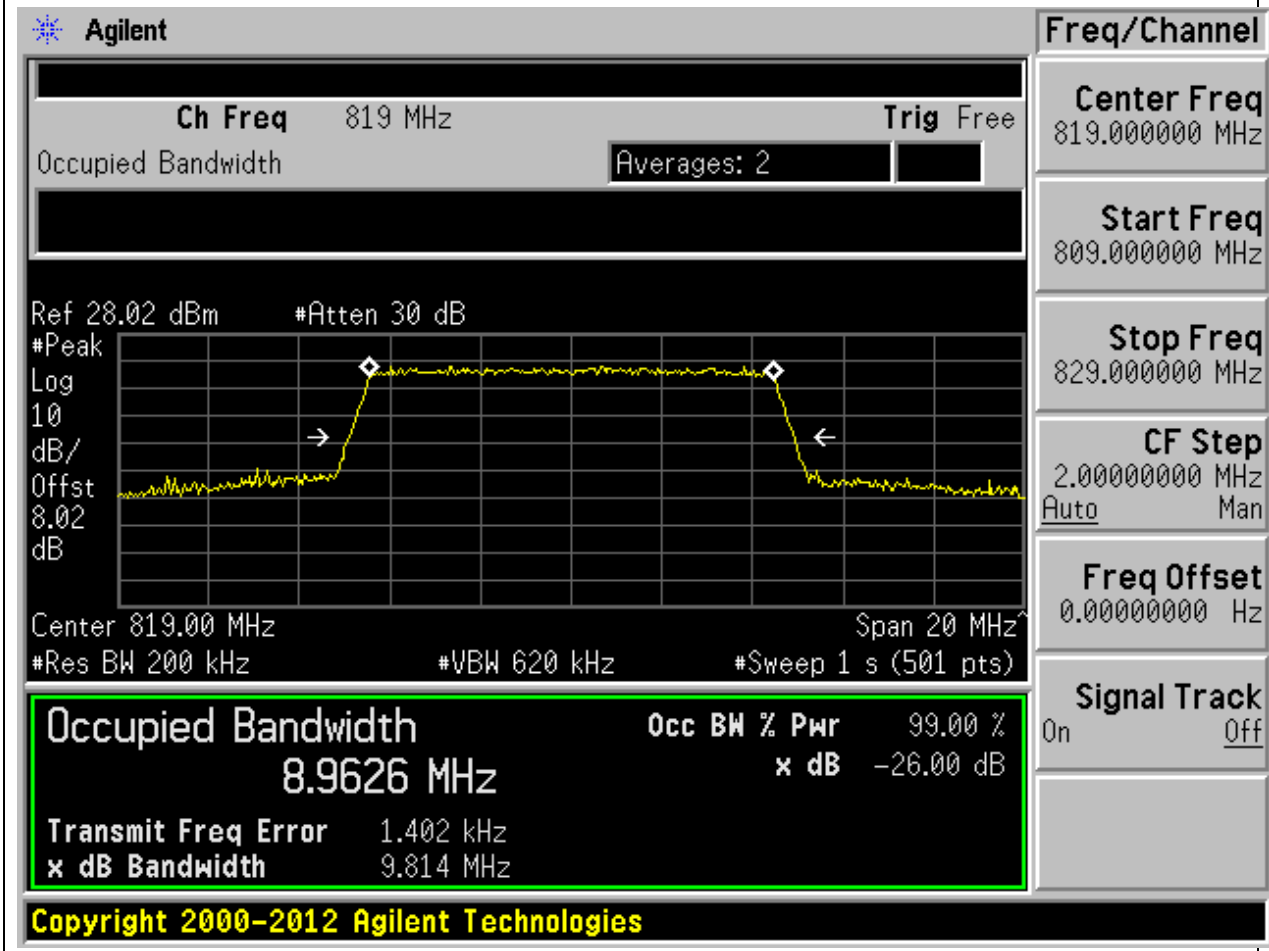 Agilent
Freq/Channel
Ch Freq 819 MHz Trig Free
Occupied Bandwidth Averages: 2
Center Freq
819.000000 MHz
Start Freq
809.000000 MHz
Stop Freq
829.000000 MHz
CF Step
2.00000000 MHz
Auto Man
Freq Offset
0.00000000 Hz
Signal Track
On Off
Ref 28.02 dBm #Atten 30 dB
#Peak
Log
10
dB/
Offst
8.02
dB
Center 819.00 MHz Span 20 MHz^
#Res BW 200 kHz #VBW 620 kHz #Sweep 1 s (501 pts)
Occupied Bandwidth Occ BW % Pwr 99.00 %
8.9626 MHz x dB -26.00 dB
Transmit Freq Error 1.402 kHz
x dB Bandwidth 9.814 MHz
Copyright 2000-2012 Agilent Technologies